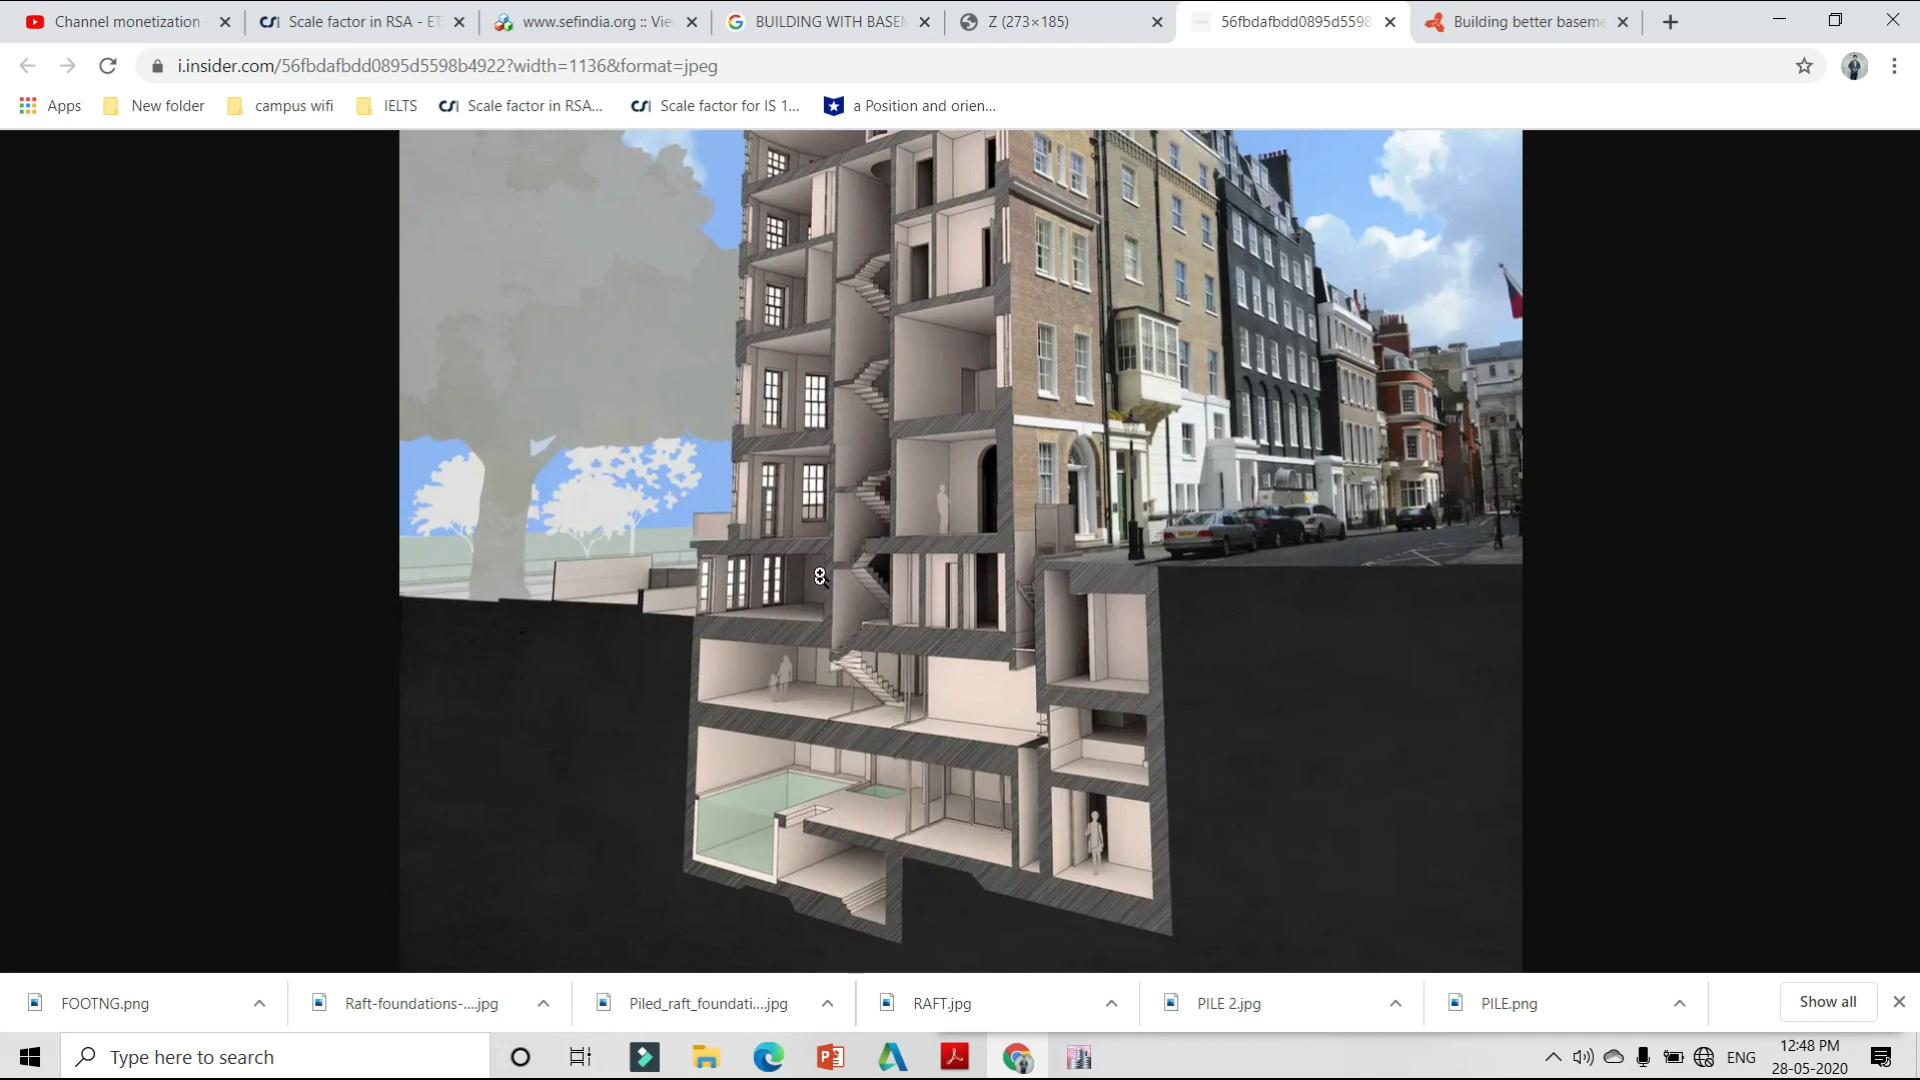 Channel monetization
Scale factor in RSA - ET
www.sefindia.org :: Vie
BUILDING WITH BASEM
Z (273×185)
56fbdafbdd0895d5598
Building better baseme
i.insider.com/56fbdafbdd0895d5598b4922?width=1136&format=jpeg
Apps
New folder
campus wifi
IELTS
Scale factor in RSA...
Scale factor for IS 1...
a Position and orien...
FOOTNG.png
Raft-foundations-....jpg
Piled_raft_foundati....jpg
RAFT.jpg
PILE 2.jpg
PILE.png
Show all
Type here to search
ENG
12:48 PM
28-05-2020